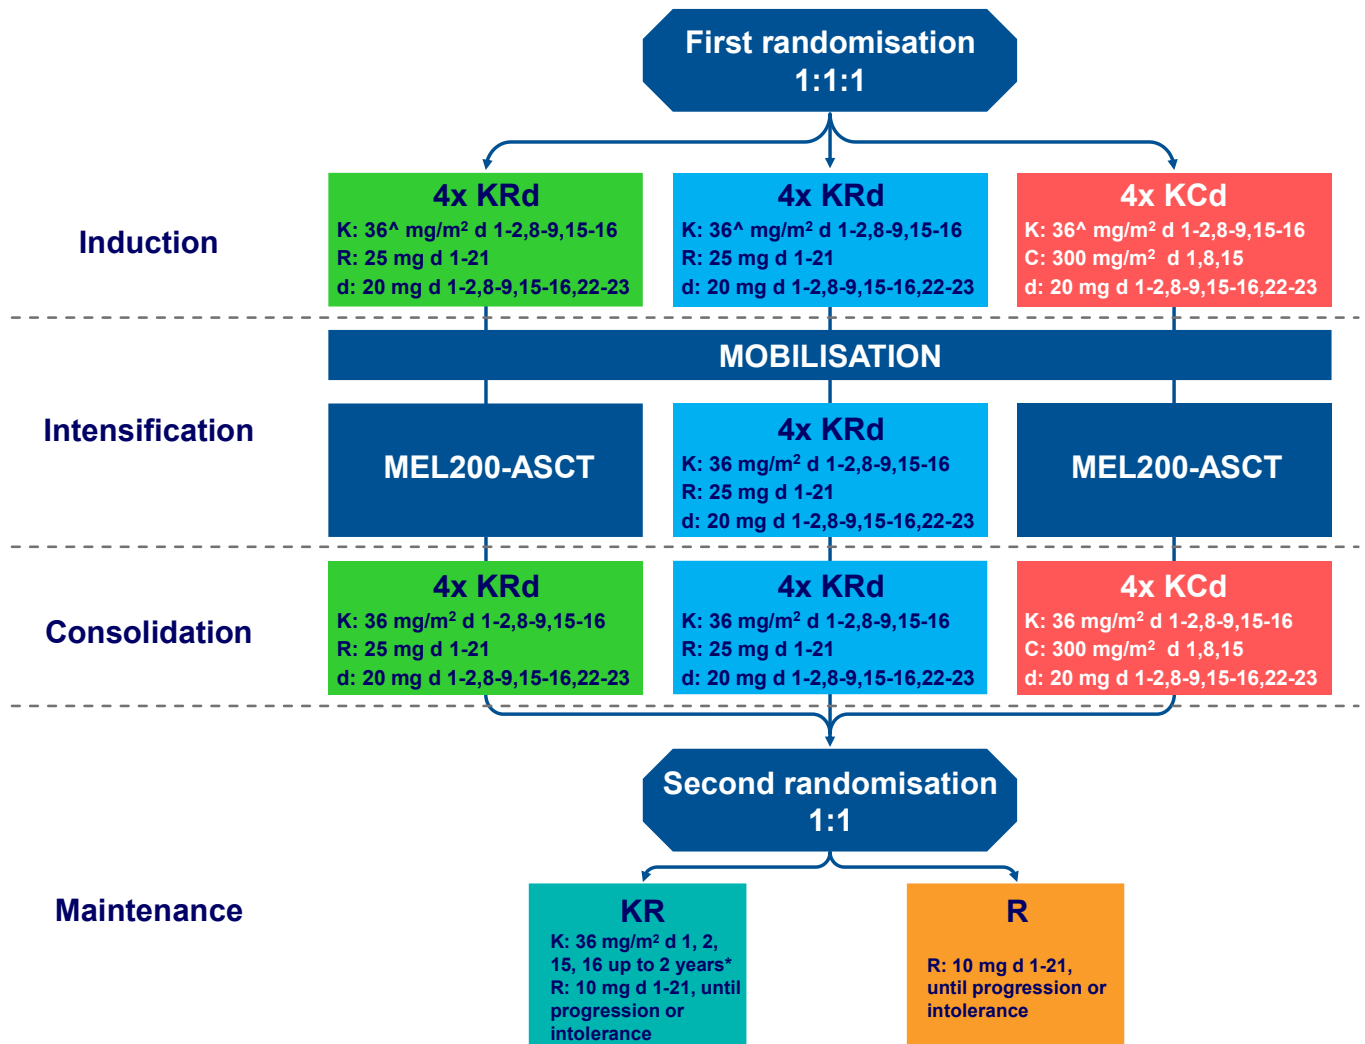 First randomisation
1:1:1
Induction
4x KRd
K: 36^ mg/m² d 1-2,8-9,15-16
R: 25 mg d 1-21
d: 20 mg d 1-2,8-9,15-16,22-23
4x KRd
K: 36^ mg/m² d 1-2,8-9,15-16
R: 25 mg d 1-21
d: 20 mg d 1-2,8-9,15-16,22-23
4x KCd
K: 36^ mg/m² d 1-2,8-9,15-16
C: 300 mg/m² d 1,8,15
d: 20 mg d 1-2,8-9,15-16,22-23
MOBILISATION
Intensification
MEL200-ASCT
4x KRd
K: 36 mg/m² d 1-2,8-9,15-16
R: 25 mg d 1-21
d: 20 mg d 1-2,8-9,15-16,22-23
MEL200-ASCT
Consolidation
4x KRd
K: 36 mg/m² d 1-2,8-9,15-16
R: 25 mg d 1-21
d: 20 mg d 1-2,8-9,15-16,22-23
4x KRd
K: 36 mg/m² d 1-2,8-9,15-16
R: 25 mg d 1-21
d: 20 mg d 1-2,8-9,15-16,22-23
4x KCd
K: 36 mg/m² d 1-2,8-9,15-16
C: 300 mg/m² d 1,8,15
d: 20 mg d 1-2,8-9,15-16,22-23
Second randomisation
1:1
Maintenance
KR
K: 36 mg/m² d 1, 2,
15, 16 up to 2 years*
R: 10 mg d 1-21, until
progression or
intolerance
R
R: 10 mg d 1-21,
until progression or
intolerance